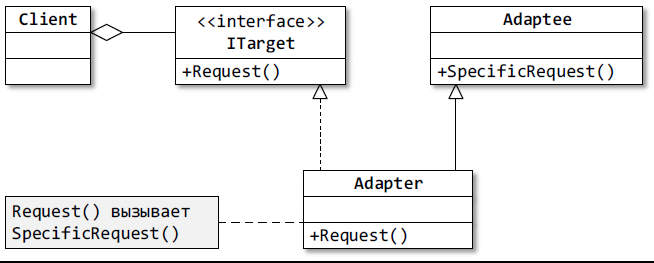 Client
<<interface>>
ITarget
+Request()
Adaptee
+SpecificRequest()
Adapter
+Request()
Request() вызывает
SpecificRequest()